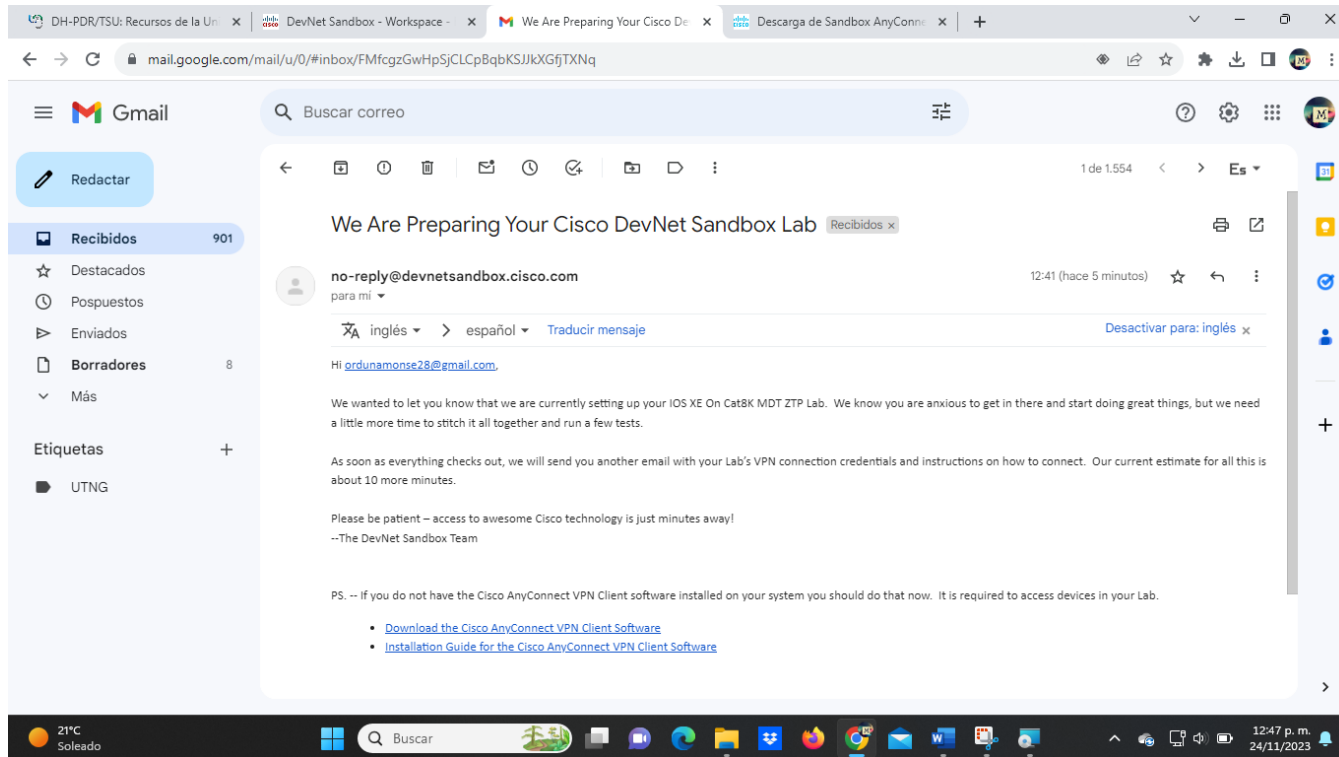 DH-PDR/TSU: Recursos de la Un
DevNet Sandbox - Workspace -
We Are Preparing Your Cisco De
Descarga de Sandbox AnyConne
mail.google.com/mail/u/0/#inbox/FMfcgzGwHpSjCLCpBqbKSJJkXGfjTXNq
Gmail
Buscar correo
Redactar
1 de 1.554
Es
Recibidos 901
Destacados
Pospuestos
Enviados
Borradores 8
Más
Etiquetas
UTNG
We Are Preparing Your Cisco DevNet Sandbox Lab Recibidos x
no-reply@devnetsandbox.cisco.com
12:41 (hace 5 minutos)
para mí
inglés > español Traducir mensaje
Desactivar para: inglés x
Hi ordunamonse28@gmail.com,
We wanted to let you know that we are currently setting up your IOS XE On Cat8K MDT ZTP Lab. We know you are anxious to get in there and start doing great things, but we need
a little more time to stitch it all together and run a few tests.
As soon as everything checks out, we will send you another email with your Lab's VPN connection credentials and instructions on how to connect. Our current estimate for all this is
about 10 more minutes.
Please be patient – access to awesome Cisco technology is just minutes away!
--The DevNet Sandbox Team
PS. -- If you do not have the Cisco AnyConnect VPN Client software installed on your system you should do that now. It is required to access devices in your Lab.
• Download the Cisco AnyConnect VPN Client Software
• Installation Guide for the Cisco AnyConnect VPN Client Software
21°C
Soleado
Buscar
12:47 p. m.
24/11/2023